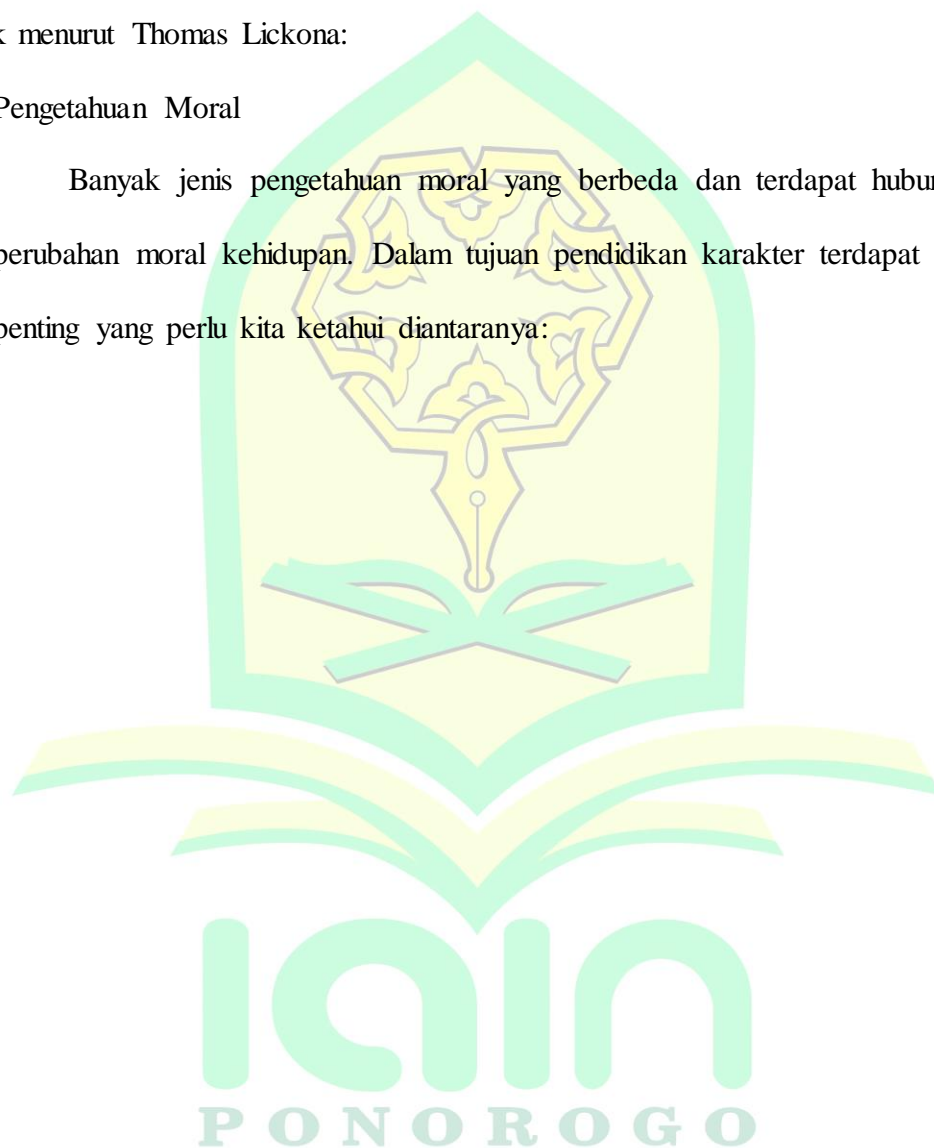 k menurut Thomas Lickona:
Pengetahuan Moral
Banyak jenis pengetahuan moral yang berbeda dan terdapat
perubahan moral kehidupan. Dalam tujuan pendidikan karakter terdapat
penting yang perlu kita ketahui diantaranya:
iain
PONOROGO